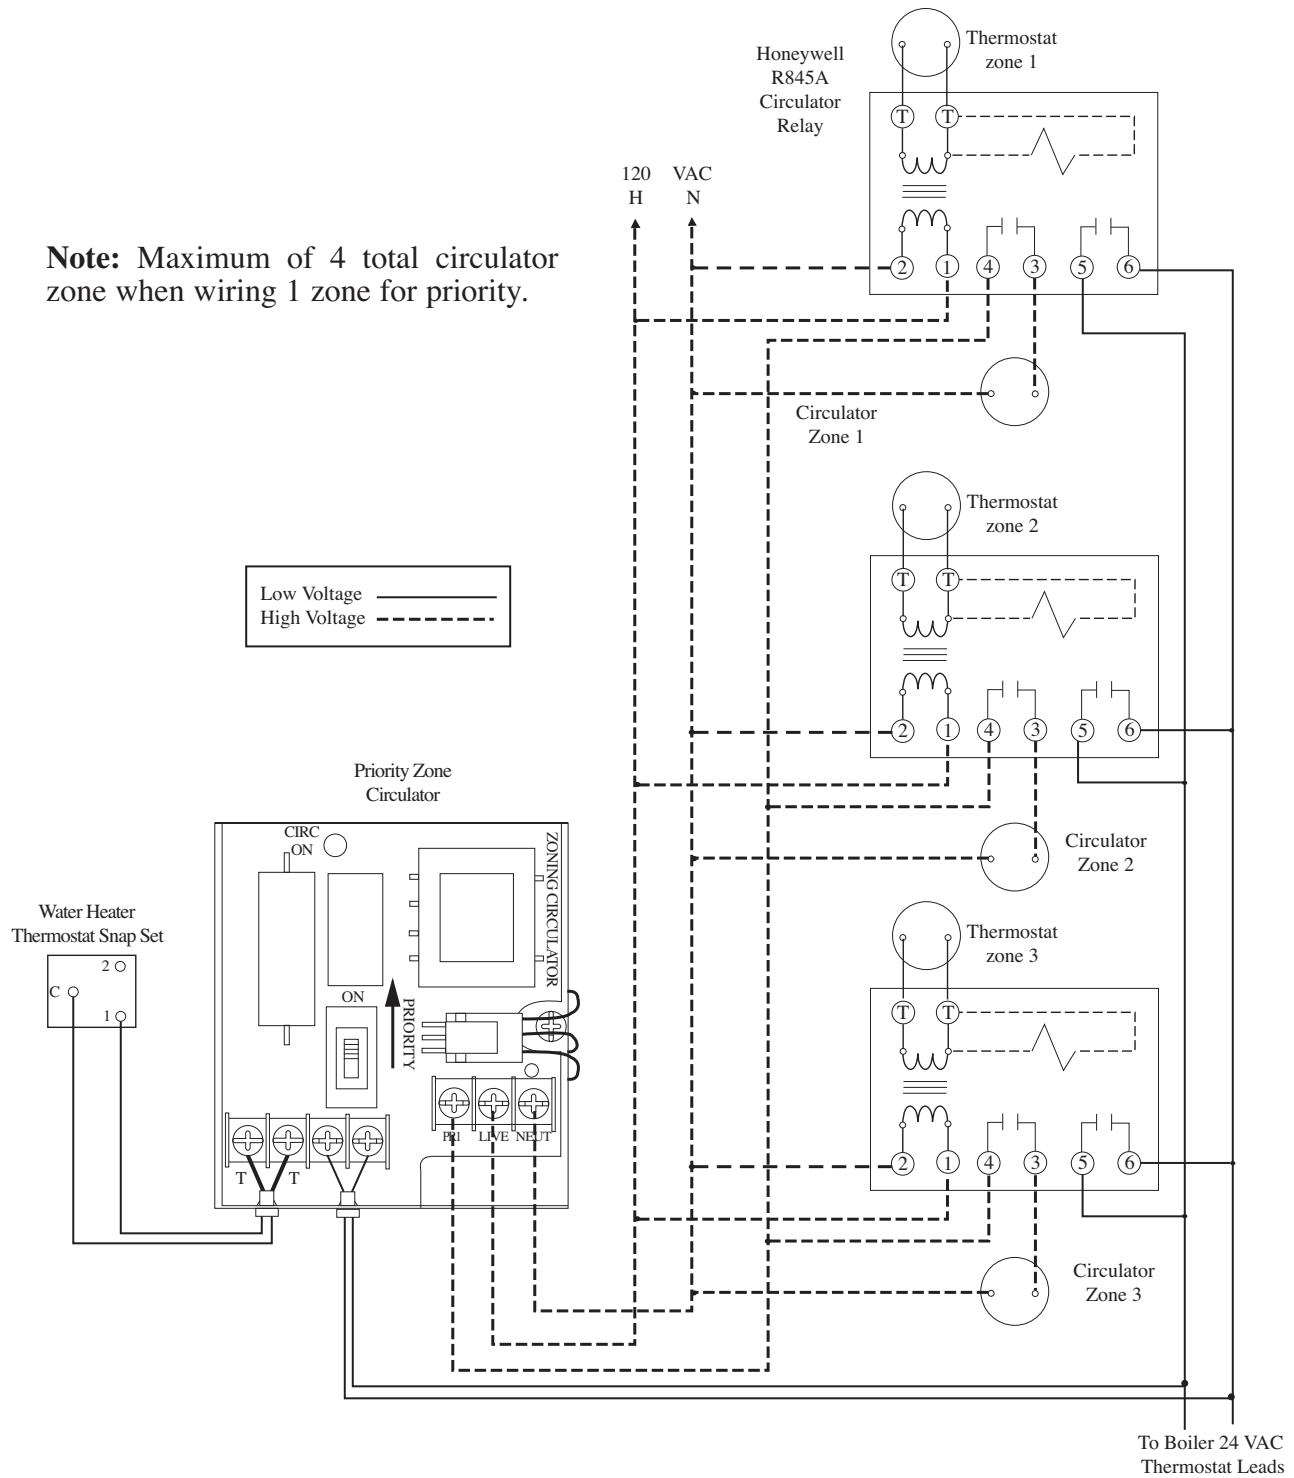 Honeywell
R845A
Circulator
Relay
Thermostat
zone 1
T T
120 VAC
H N
2 1 4 3 5 6
Note: Maximum of 4 total circulator
zone when wiring 1 zone for priority.
Circulator
Zone 1
Thermostat
zone 2
T T
Low Voltage
High Voltage
2 1 4 3 5 6
Priority Zone
Circulator
Circulator
Zone 2
CIRC
ON
ZONING CIRCULATOR
Water Heater
Thermostat Snap Set
2
C
1
ON
PRIORITY
Thermostat
zone 3
T T
PRI LIVE NEUT
T T
2 1 4 3 5 6
Circulator
Zone 3
To Boiler 24 VAC
Thermostat Leads